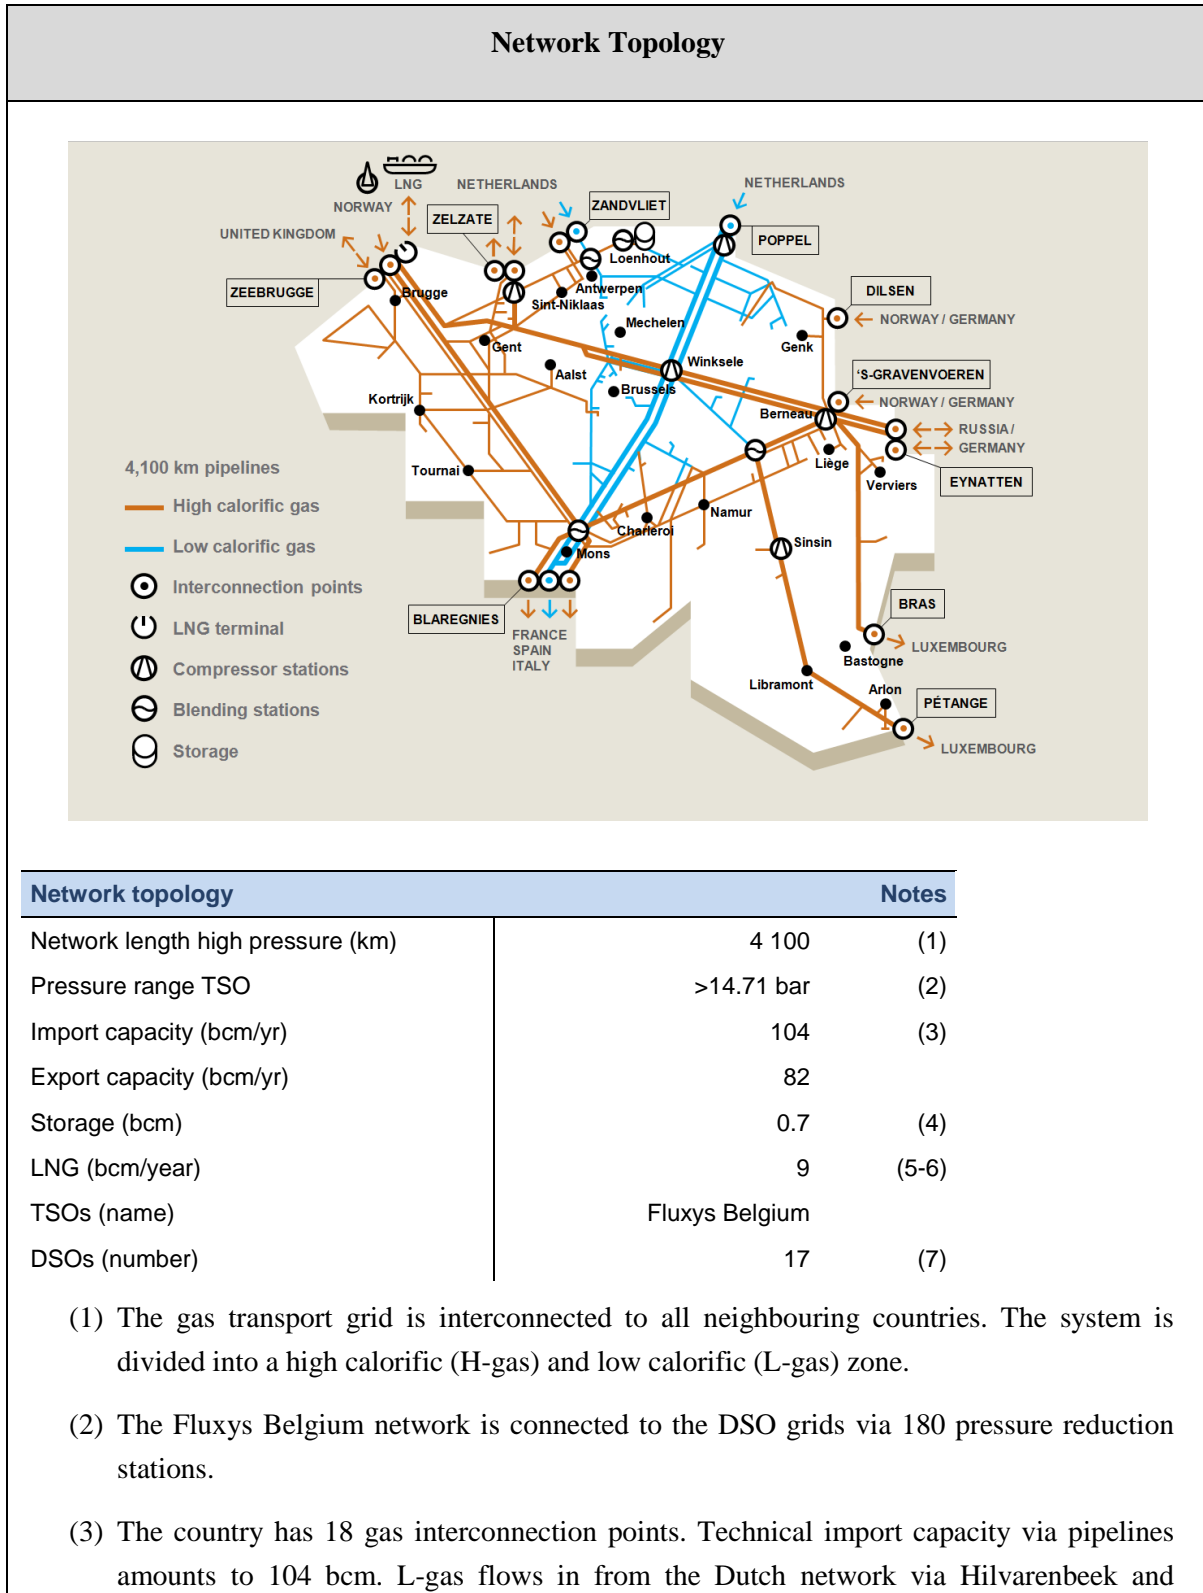 Network Topology
LNG
NORWAY
NETHERLANDS
NETHERLANDS
UNITED KINGDOM
ZELZATE
ZANDVLIET
POPPEL
ZEEBRUGGE
Loenhout
Brugge
Antwerpen
Sint-Niklaas
DILSEN
NORWAY / GERMANY
Mechelen
Gent
Genk
Winksele
Aalst
Brussels
'S-GRAVENVOEREN
NORWAY / GERMANY
Kortrijk
Berneau
RUSSIA /
GERMANY
Liège
Verviers
EYNATTEN
Tournai
Namur
Charleroi
Sinsin
Mons
4,100 km pipelines
High calorific gas
Low calorific gas
Interconnection points
LNG terminal
Compressor stations
Blending stations
Storage
BLAREGNIES
FRANCE
SPAIN
ITALY
BRAS
LUXEMBOURG
Bastogne
Libramont
Arlon
PÉTANGE
LUXEMBOURG
Network topology Notes
Network length high pressure (km) 4 100 (1)
Pressure range TSO >14.71 bar (2)
Import capacity (bcm/yr) 104 (3)
Export capacity (bcm/yr) 82
Storage (bcm) 0.7 (4)
LNG (bcm/year) 9 (5-6)
TSOs (name) Fluxys Belgium
DSOs (number) 17 (7)
(1) The gas transport grid is interconnected to all neighbouring countries. The system is
divided into a high calorific (H-gas) and low calorific (L-gas) zone.
(2) The Fluxys Belgium network is connected to the DSO grids via 180 pressure reduction
stations.
(3) The country has 18 gas interconnection points. Technical import capacity via pipelines
amounts to 104 bcm. L-gas flows in from the Dutch network via Hilvarenbeek and